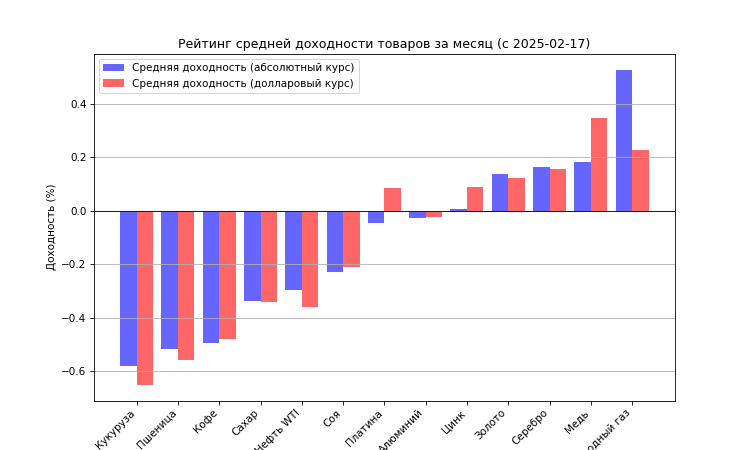 Рейтинг средней доходности товаров за месяц (с 2025-02-17)
Средняя доходность (абсолютный курс)
Средняя доходность (долларовый курс)
Доходность (%)
0.4
0.2
0.0
−0.2
−0.4
−0.6
Кукуруза
Пшеница
Кофе
Сахар
Нефть WTI
Соя
Платина
Алюминий
Цинк
Золото
Серебро
Медь
газ